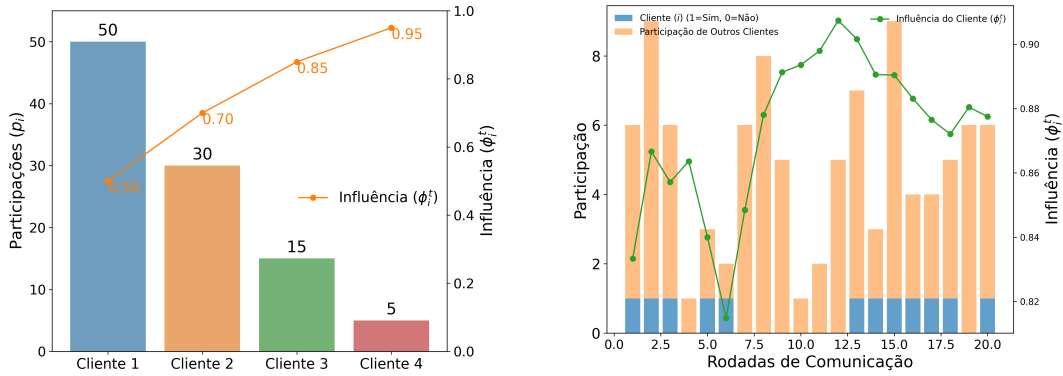 Participações (pᵢ)
50
40
30
20
10
0
50
30
15
5
0.50
0.70
0.85
0.95
Influência (ϕᵢᵗ)
1.0
0.8
0.6
0.4
0.2
0.0
Influência (ϕᵢᵗ)
Cliente 1 Cliente 2 Cliente 3 Cliente 4
Cliente (i) (1=Sim, 0=Não)
Participação de Outros Clientes
Influência do Cliente (ϕᵢᵗ)
Participação
8
6
4
2
0
0.90
0.88
0.86
0.84
0.82
Influência (ϕᵢᵗ)
0.0 2.5 5.0 7.5 10.0 12.5 15.0 17.5 20.0
Rodadas de Comunicação